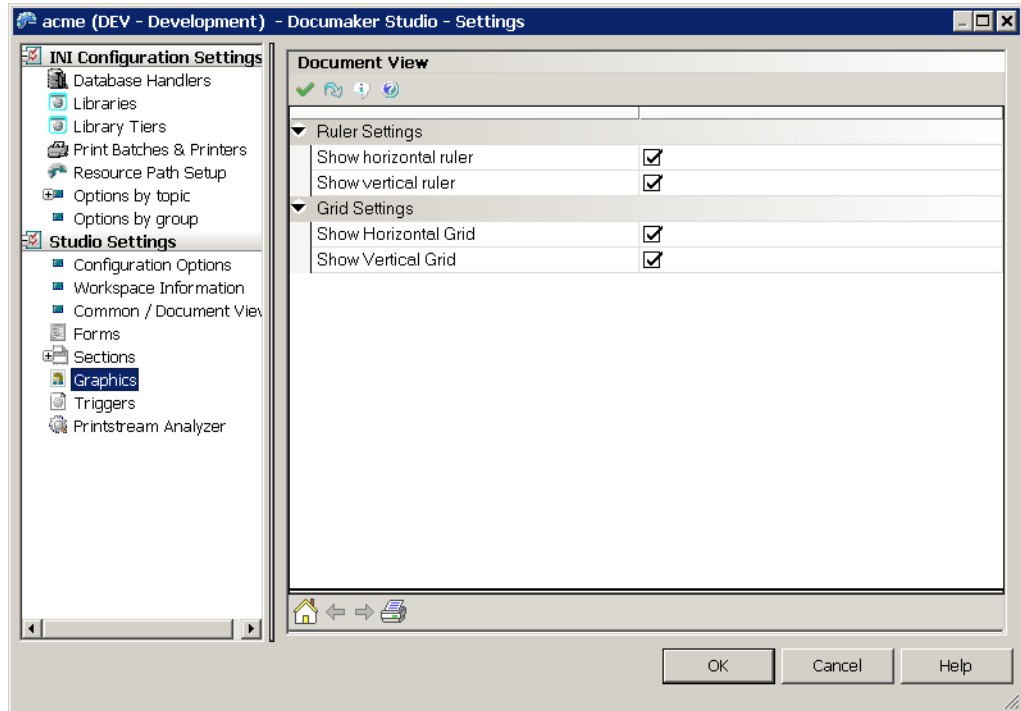 acme (DEV - Development) - Documaker Studio - Settings
INI Configuration Settings
Database Handlers
Libraries
Library Tiers
Print Batches & Printers
Resource Path Setup
Options by topic
Options by group
Studio Settings
Configuration Options
Workspace Information
Common / Document Viev
Forms
Sections
Graphics
Triggers
Printstream Analyzer
Document View
Ruler Settings
Show horizontal ruler
Show vertical ruler
Grid Settings
Show Horizontal Grid
Show Vertical Grid
OK
Cancel
Help